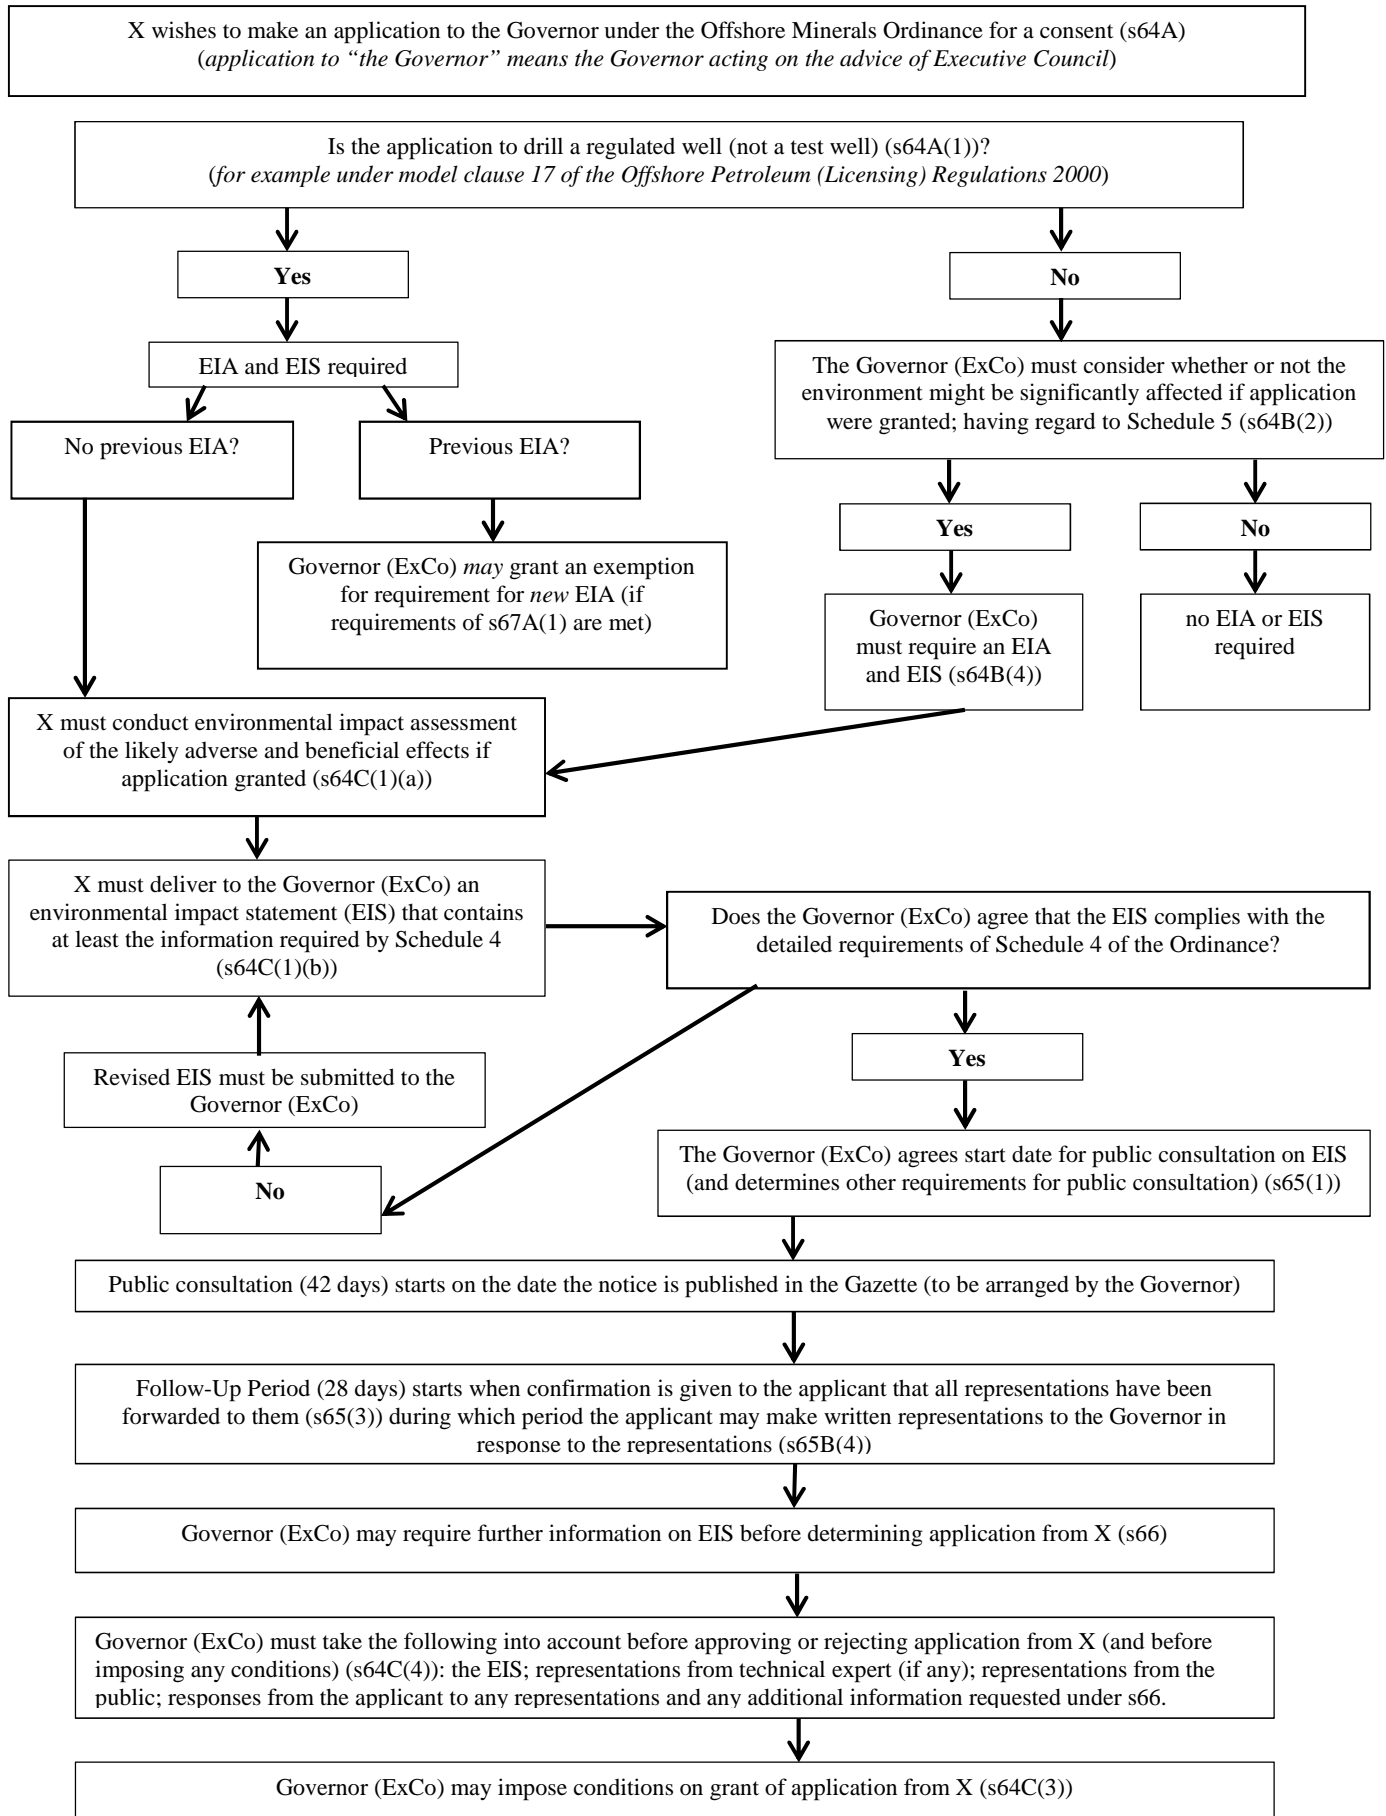 X wishes to make an application to the Governor under the Offshore Minerals Ordinance for a consent (s64A)
(application to “the Governor” means the Governor acting on the advice of Executive Council)
Is the application to drill a regulated well (not a test well) (s64A(1))?
(for example under model clause 17 of the Offshore Petroleum (Licensing) Regulations 2000)
Yes
No
EIA and EIS required
The Governor (ExCo) must consider whether or not the
environment might be significantly affected if application
were granted; having regard to Schedule 5 (s64B(2))
No previous EIA?
Previous EIA?
Yes
No
Governor (ExCo) may grant an exemption
for requirement for new EIA (if
requirements of s67A(1) are met)
Governor (ExCo)
must require an EIA
and EIS (s64B(4))
no EIA or EIS
required
X must conduct environmental impact assessment
of the likely adverse and beneficial effects if
application granted (s64C(1)(a))
X must deliver to the Governor (ExCo) an
environmental impact statement (EIS) that contains
at least the information required by Schedule 4
(s64C(1)(b))
Does the Governor (ExCo) agree that the EIS complies with the
detailed requirements of Schedule 4 of the Ordinance?
Yes
Revised EIS must be submitted to the
Governor (ExCo)
No
The Governor (ExCo) agrees start date for public consultation on EIS
(and determines other requirements for public consultation) (s65(1))
Public consultation (42 days) starts on the date the notice is published in the Gazette (to be arranged by the Governor)
Follow-Up Period (28 days) starts when confirmation is given to the applicant that all representations have been
forwarded to them (s65(3)) during which period the applicant may make written representations to the Governor in
response to the representations (s65B(4))
Governor (ExCo) may require further information on EIS before determining application from X (s66)
Governor (ExCo) must take the following into account before approving or rejecting application from X (and before
imposing any conditions) (s64C(4)): the EIS; representations from technical expert (if any); representations from the
public; responses from the applicant to any representations and any additional information requested under s66.
Governor (ExCo) may impose conditions on grant of application from X (s64C(3))